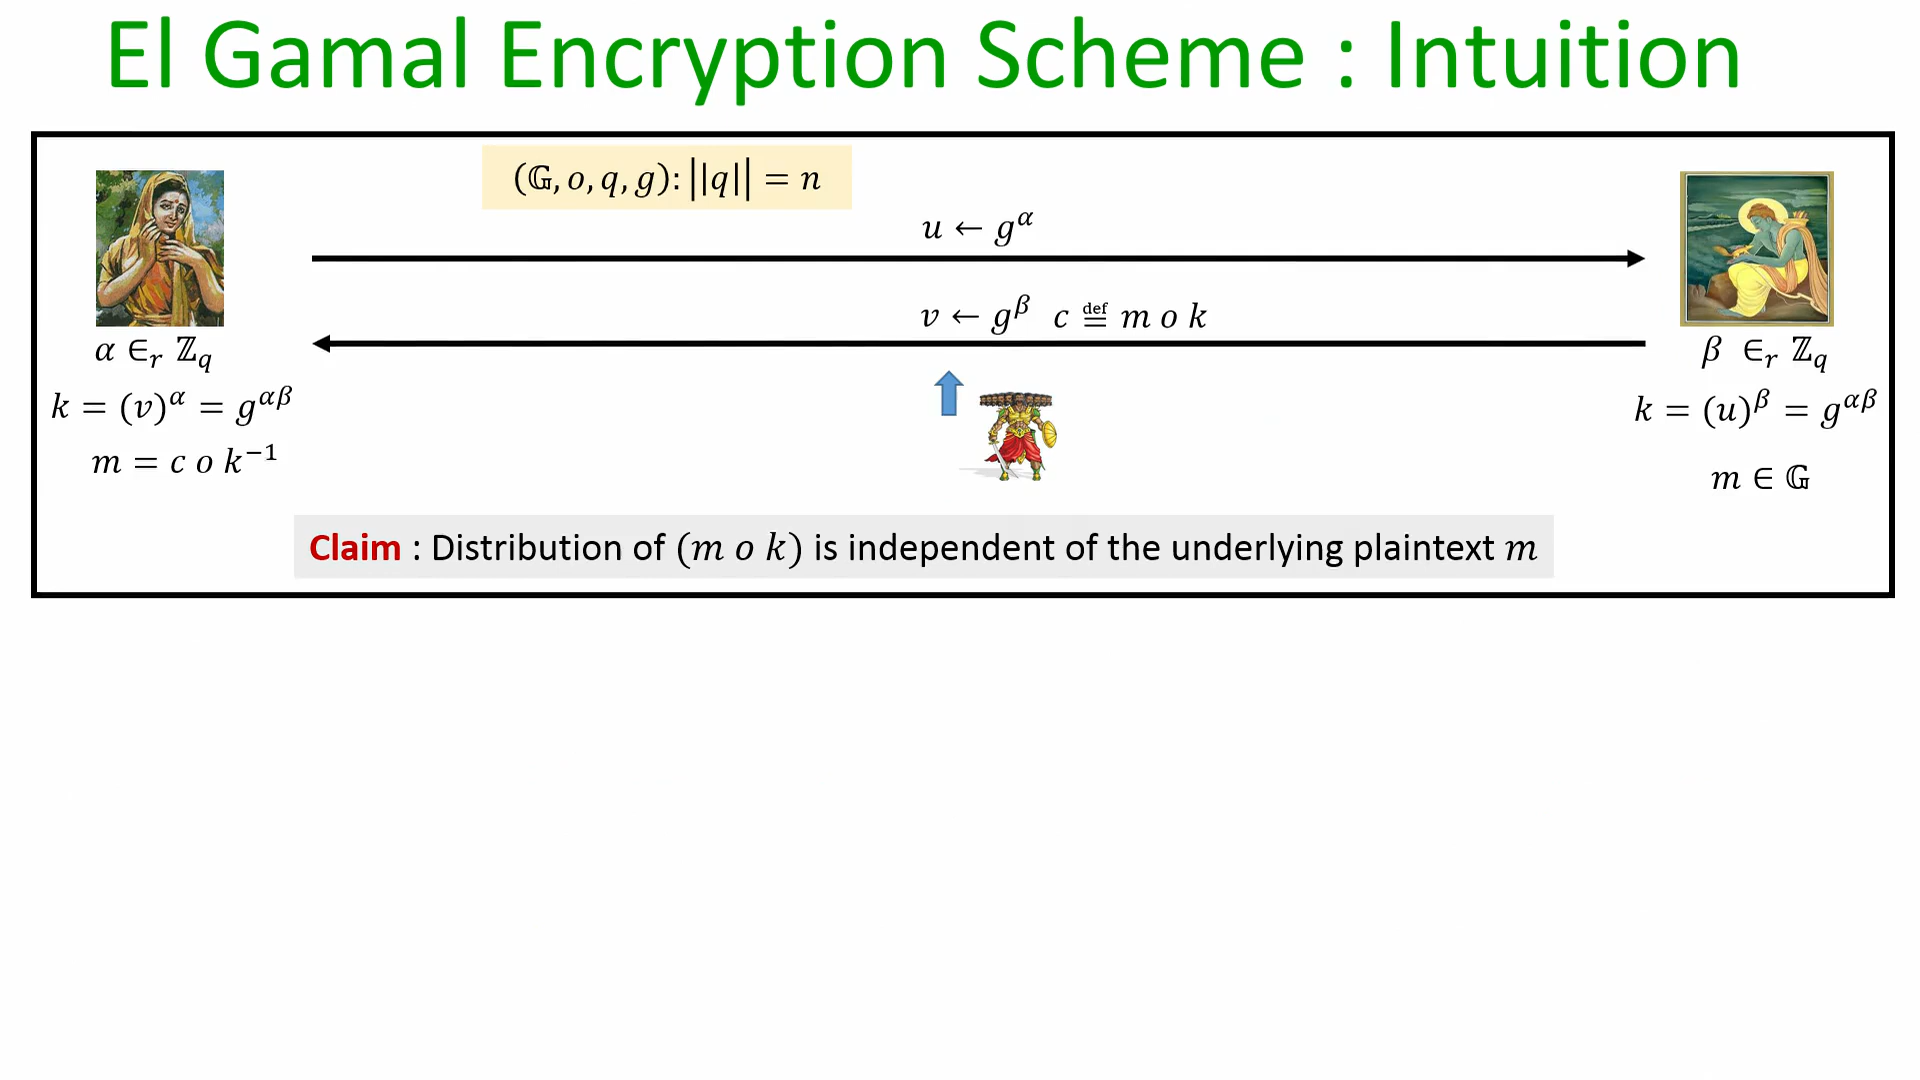 El Gamal Encryption Scheme : Intuition
(𝔾, o, q, g): ||q|| = n
u ← g^α
v ← g^β c ≝ m o k
α ∈_r ℤ_q
β ∈_r ℤ_q
k = (v)^α = g^{αβ}
k = (u)^β = g^{αβ}
m = c o k^{−1}
m ∈ 𝔾
Claim : Distribution of (m o k) is independent of the underlying plaintext m